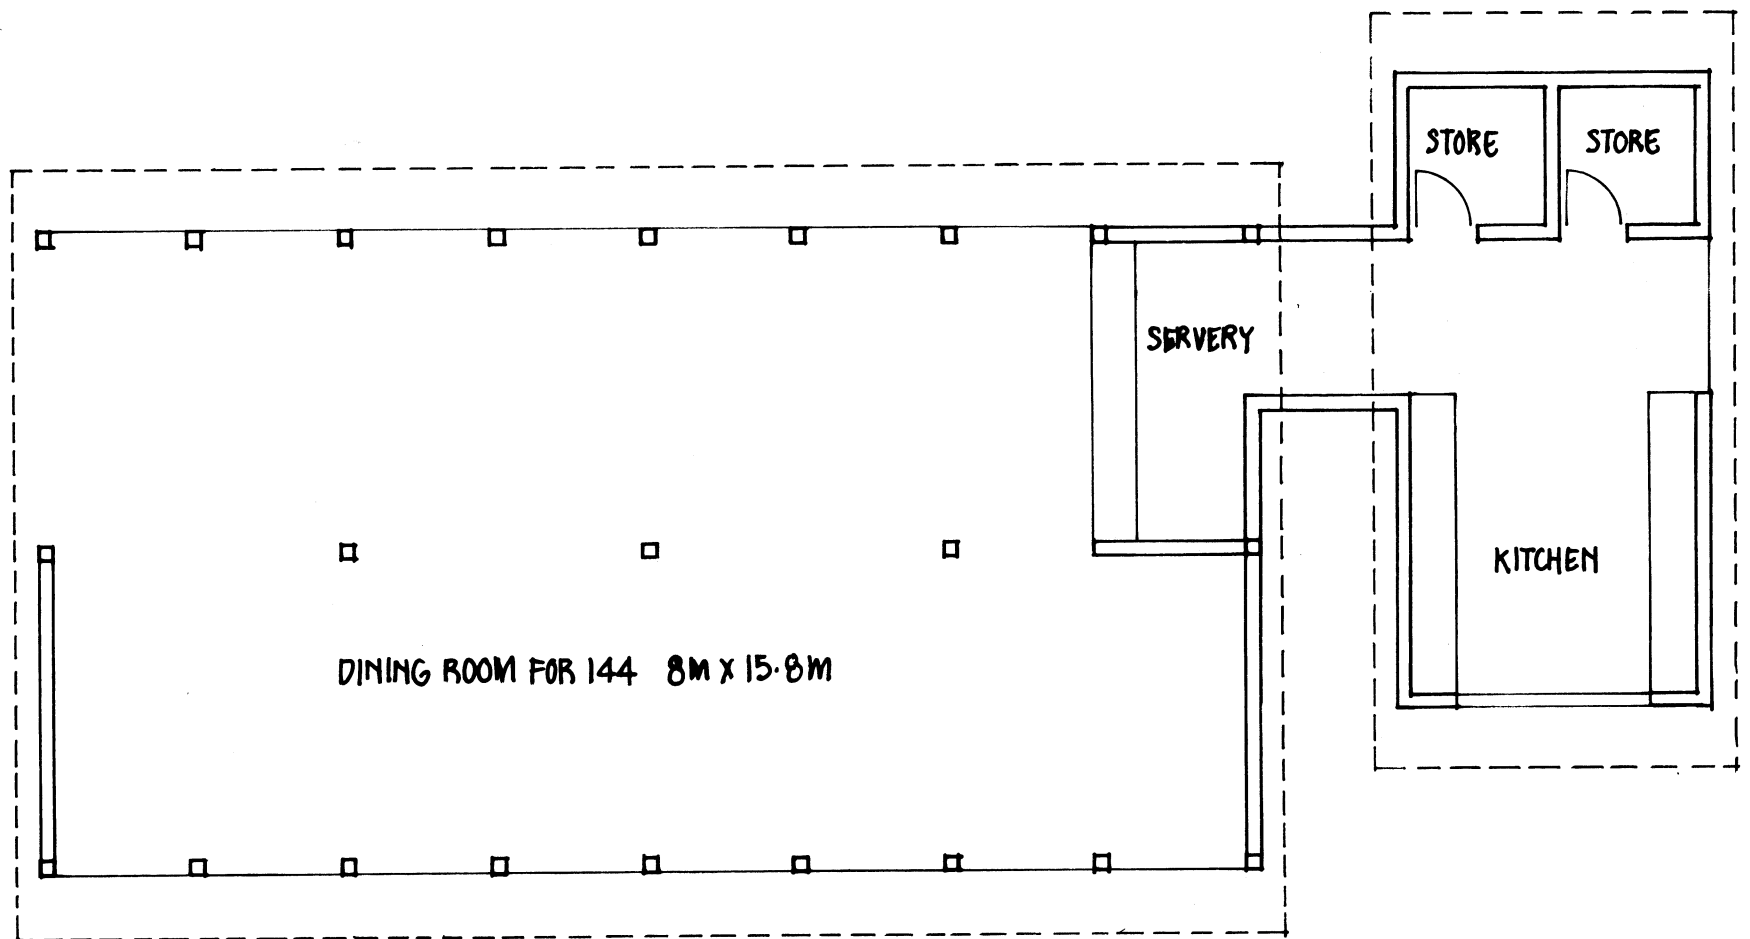 STORE
STORE
SERVERY
KITCHEN
DINING ROOM FOR 144 8M X 15.8M